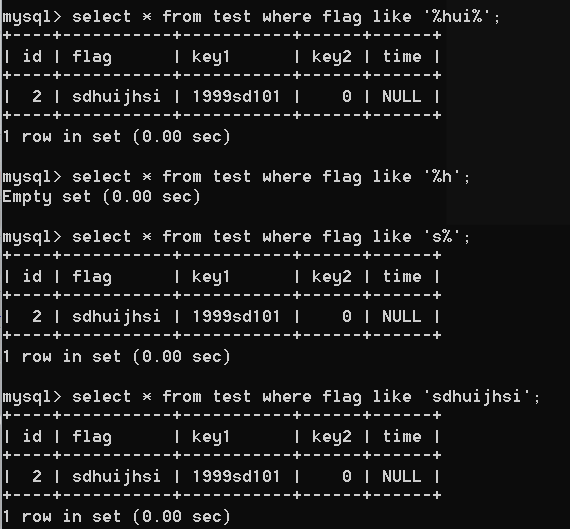 mysql> select * from test where flag like '%hui%';
+----+-----------+-----------+------+------+
| id | flag      | key1      | key2 | time |
+----+-----------+-----------+------+------+
|  2 | sdhuijhsi | 1999sd101 |    0 | NULL |
+----+-----------+-----------+------+------+
1 row in set (0.00 sec)
mysql> select * from test where flag like '%h';
Empty set (0.00 sec)
mysql> select * from test where flag like 's%';
+----+-----------+-----------+------+------+
| id | flag      | key1      | key2 | time |
+----+-----------+-----------+------+------+
|  2 | sdhuijhsi | 1999sd101 |    0 | NULL |
+----+-----------+-----------+------+------+
1 row in set (0.00 sec)
mysql> select * from test where flag like 'sdhuijhsi';
+----+-----------+-----------+------+------+
| id | flag      | key1      | key2 | time |
+----+-----------+-----------+------+------+
|  2 | sdhuijhsi | 1999sd101 |    0 | NULL |
+----+-----------+-----------+------+------+
1 row in set (0.00 sec)